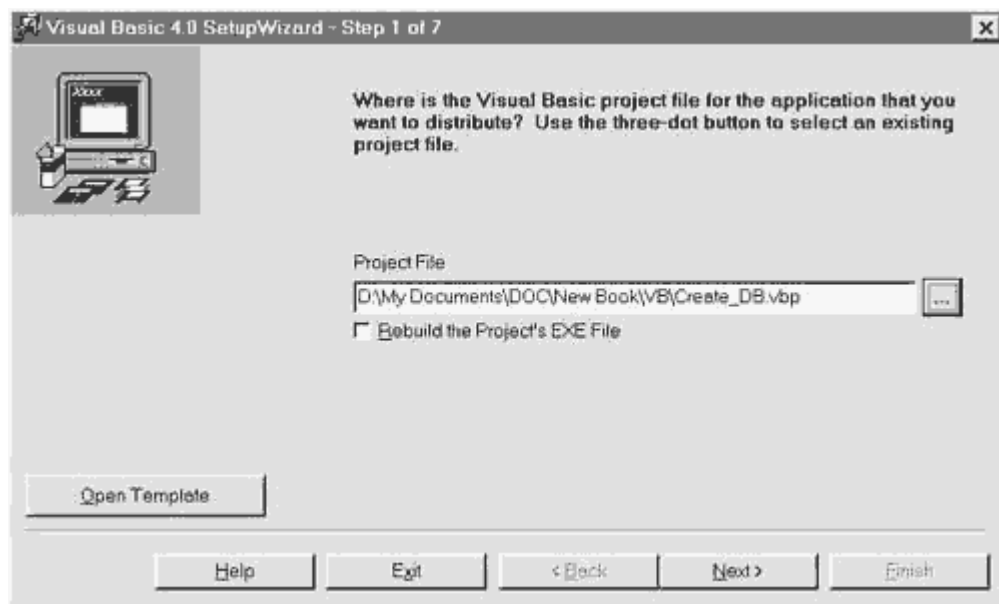 Visual Basic 4.0 SetupWizard - Step 1 of 7
Xxxx
Where is the Visual Basic project file for the application that you
want to distribute? Use the three-dot button to select an existing
project file.
Project File
D:\My Documents\DOC\New Book\VB\Create_DB.vbp
...
Rebuild the Project's EXE File
Open Template
Help
Exit
< Back
Next >
Finish